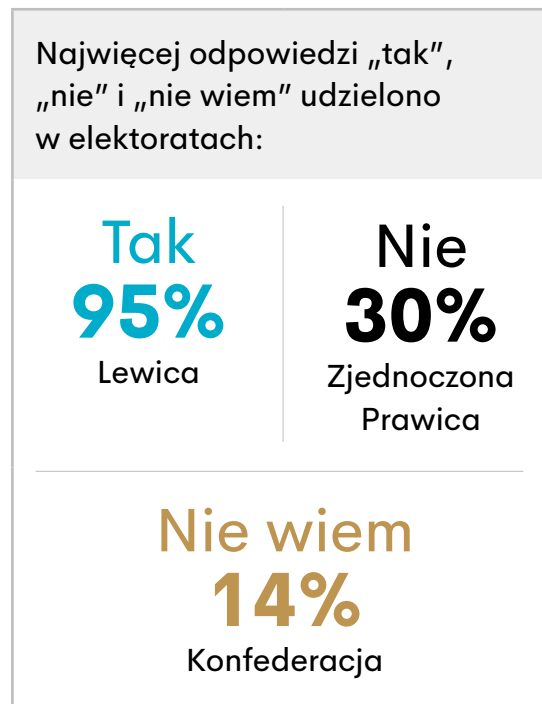 Najwięcej odpowiedzi „tak”,
„nie” i „nie wiem” udzielono
w elektoratach:
Tak
95%
Lewica
Nie
30%
Zjednoczona
Prawica
Nie wiem
14%
Konfederacja